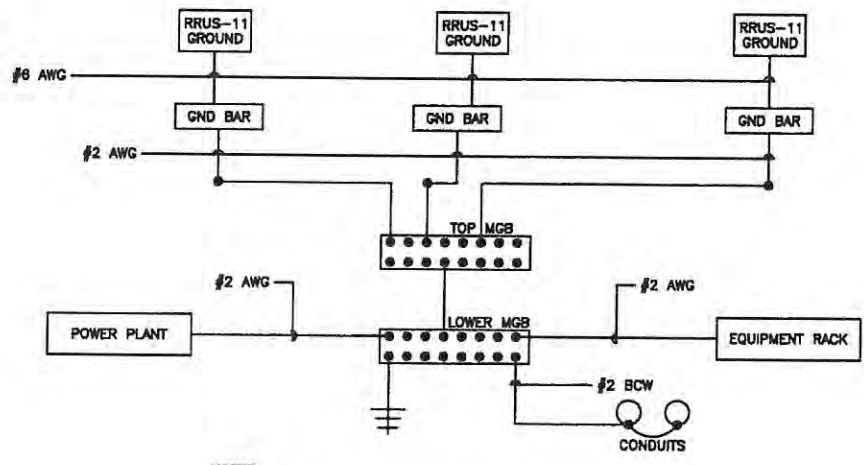 RRUS-11
GROUND
RRUS-11
GROUND
RRUS-11
GROUND
#6 AWG
GND BAR
GND BAR
GND BAR
#2 AWG
TOP MGB
#2 AWG
#2 AWG
LOWER MGB
POWER PLANT
EQUIPMENT RACK
#2 BCW
CONDUITS